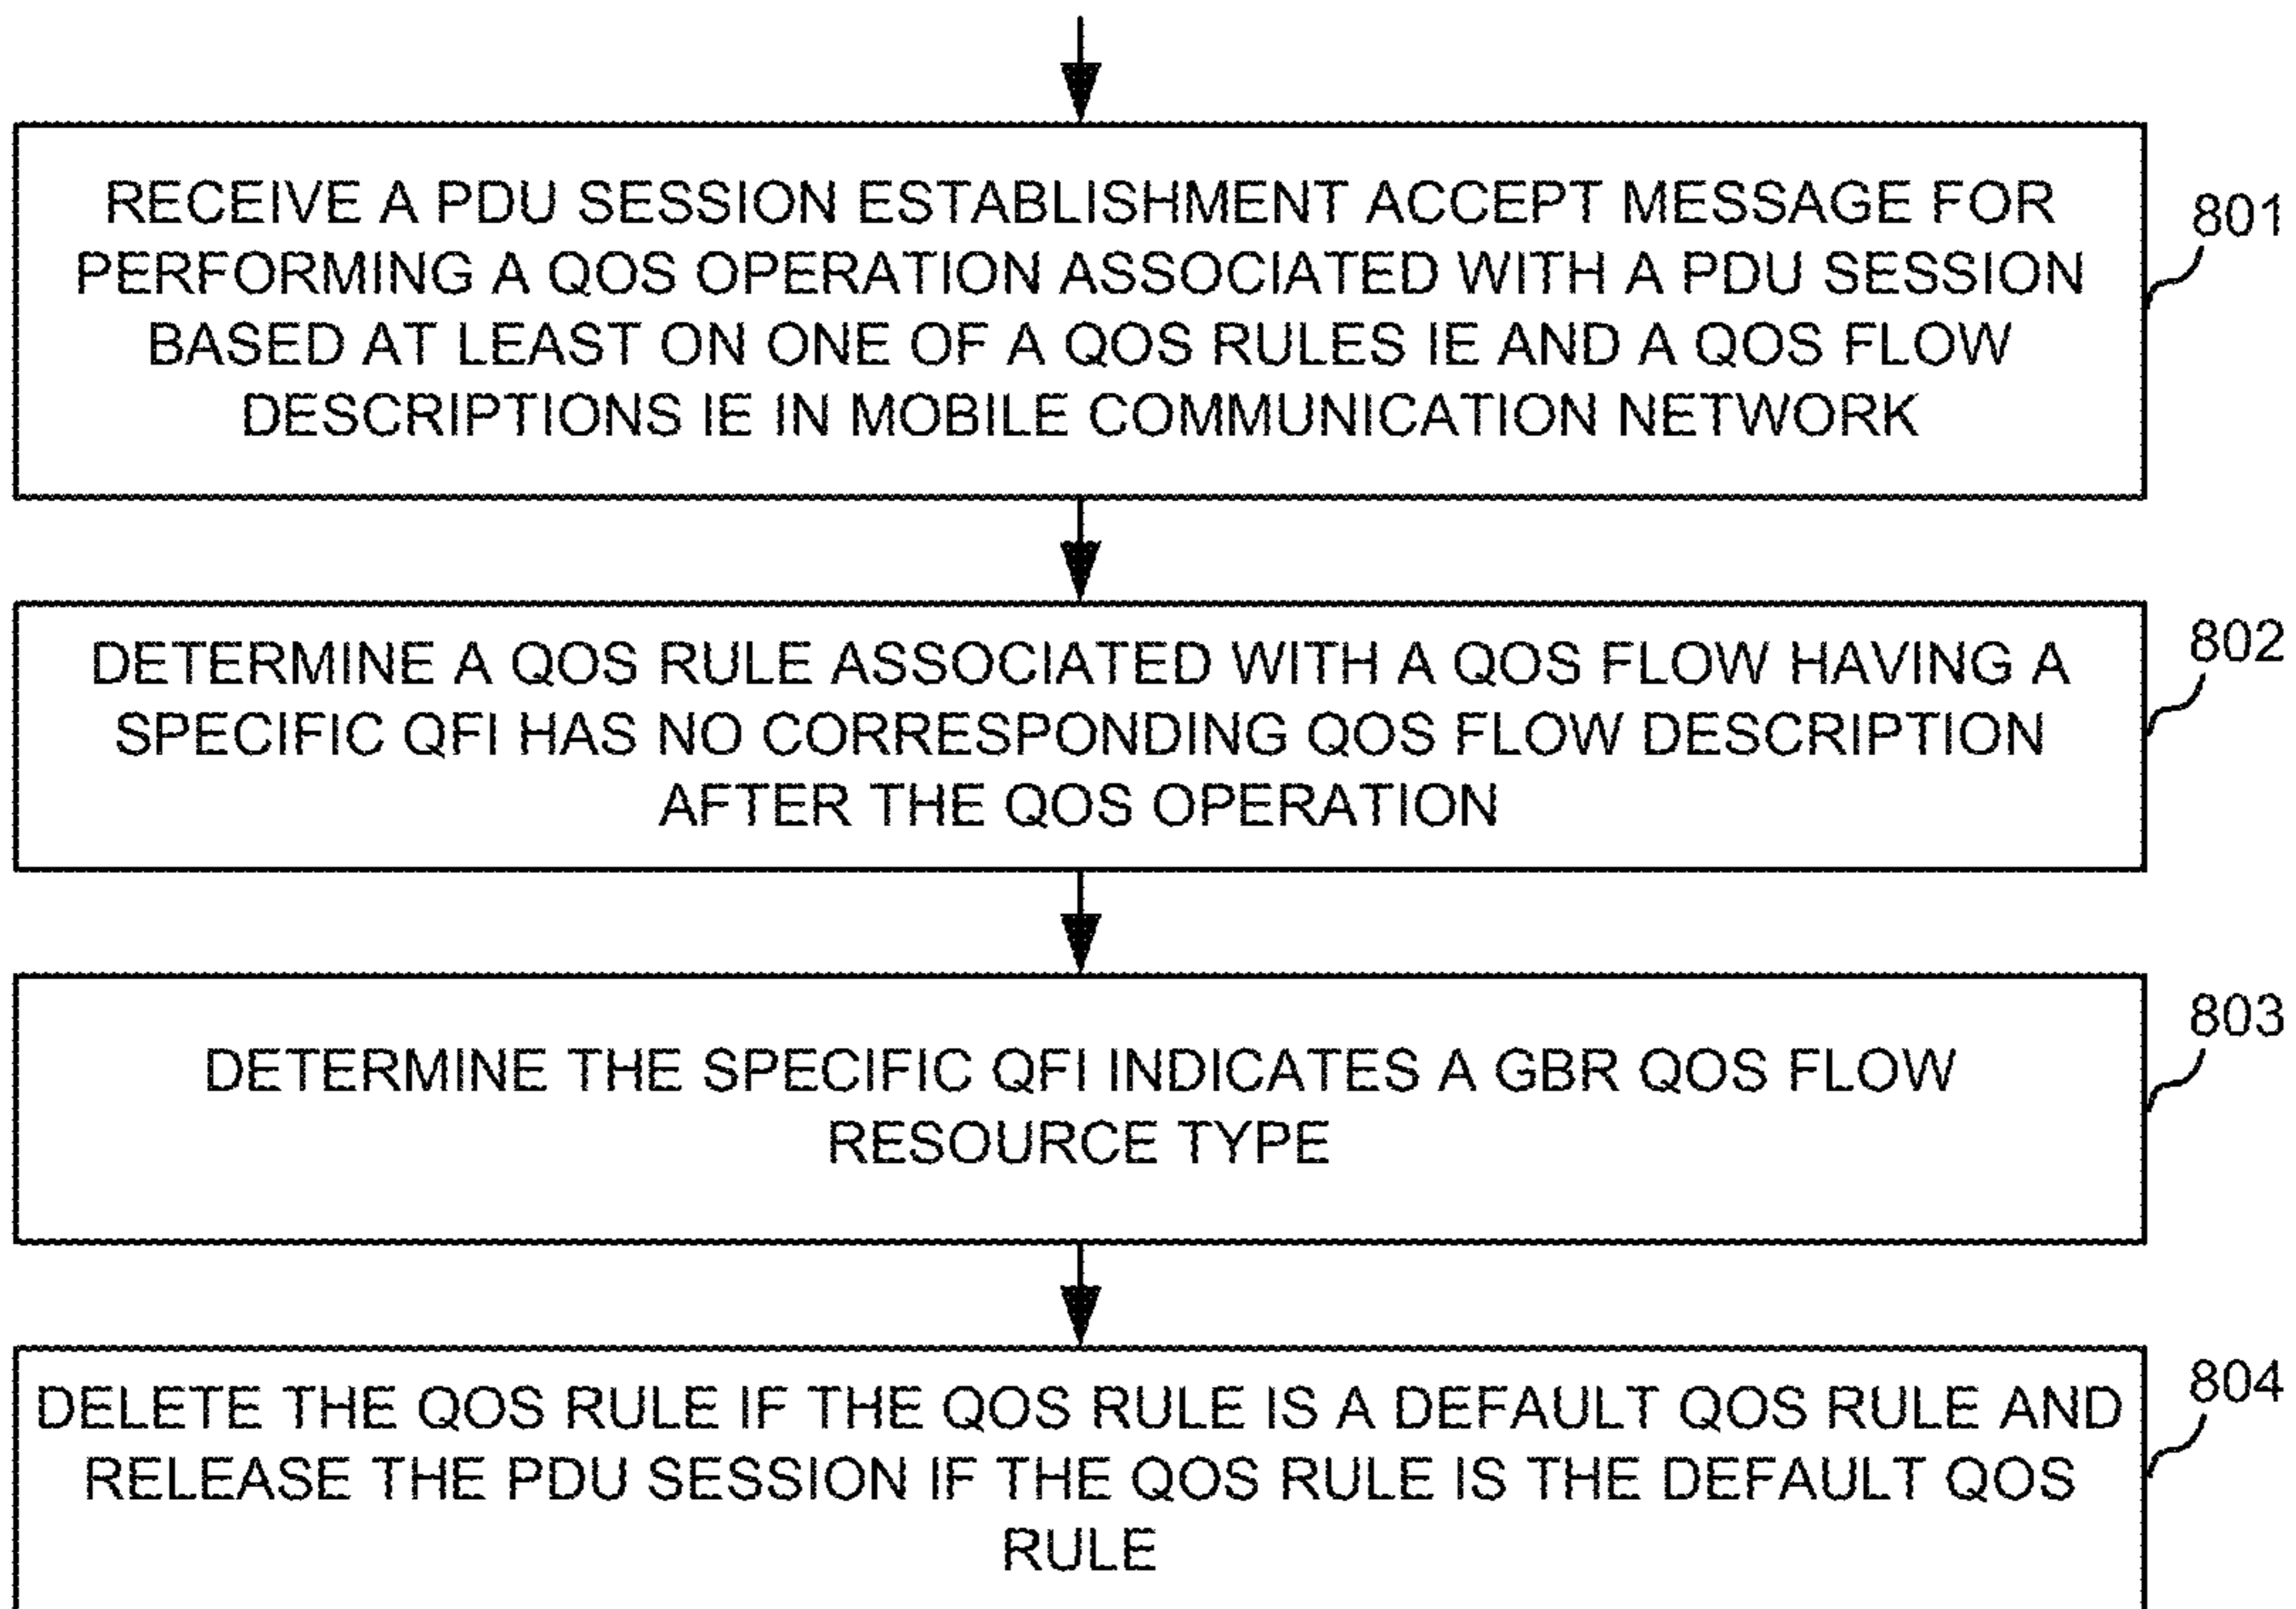 RECEIVE A PDU SESSION ESTABLISHMENT ACCEPT MESSAGE FOR
PERFORMING A QOS OPERATION ASSOCIATED WITH A PDU SESSION
BASED AT LEAST ON ONE OF A QOS RULES IE AND A QOS FLOW
DESCRIPTIONS IE IN MOBILE COMMUNICATION NETWORK
801
DETERMINE A QOS RULE ASSOCIATED WITH A QOS FLOW HAVING A
SPECIFIC QFI HAS NO CORRESPONDING QOS FLOW DESCRIPTION
AFTER THE QOS OPERATION
802
DETERMINE THE SPECIFIC QFI INDICATES A GBR QOS FLOW
RESOURCE TYPE
803
DELETE THE QOS RULE IF THE QOS RULE IS A DEFAULT QOS RULE AND
RELEASE THE PDU SESSION IF THE QOS RULE IS THE DEFAULT QOS
RULE
804